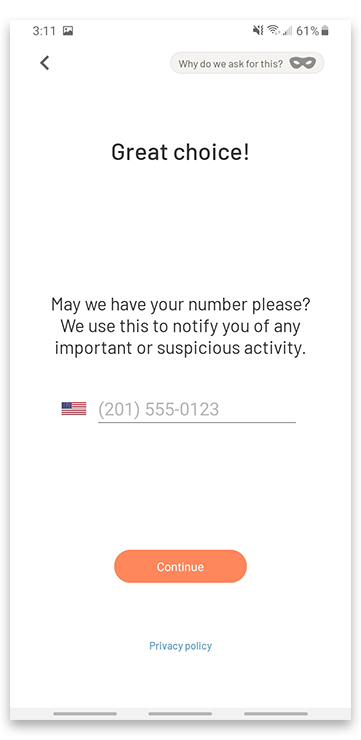 3:11 61%
Why do we ask for this?
Great choice!
May we have your number please?
We use this to notify you of any
important or suspicious activity.
(201) 555-0123
Continue
Privacy policy